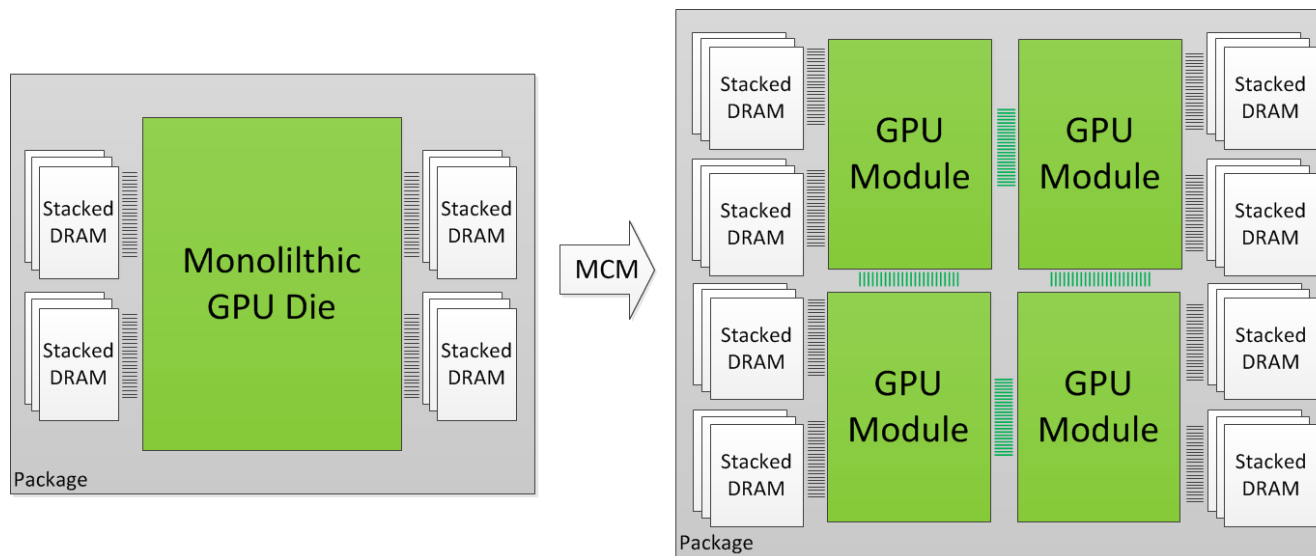 Stacked
DRAM
Stacked
DRAM
Monolilthic
GPU Die
Stacked
DRAM
Stacked
DRAM
Package
MCM
Stacked
DRAM
GPU
Module
GPU
Module
Stacked
DRAM
Stacked
DRAM
Stacked
DRAM
Stacked
DRAM
GPU
Module
GPU
Module
Stacked
DRAM
Stacked
DRAM
Stacked
DRAM
Package